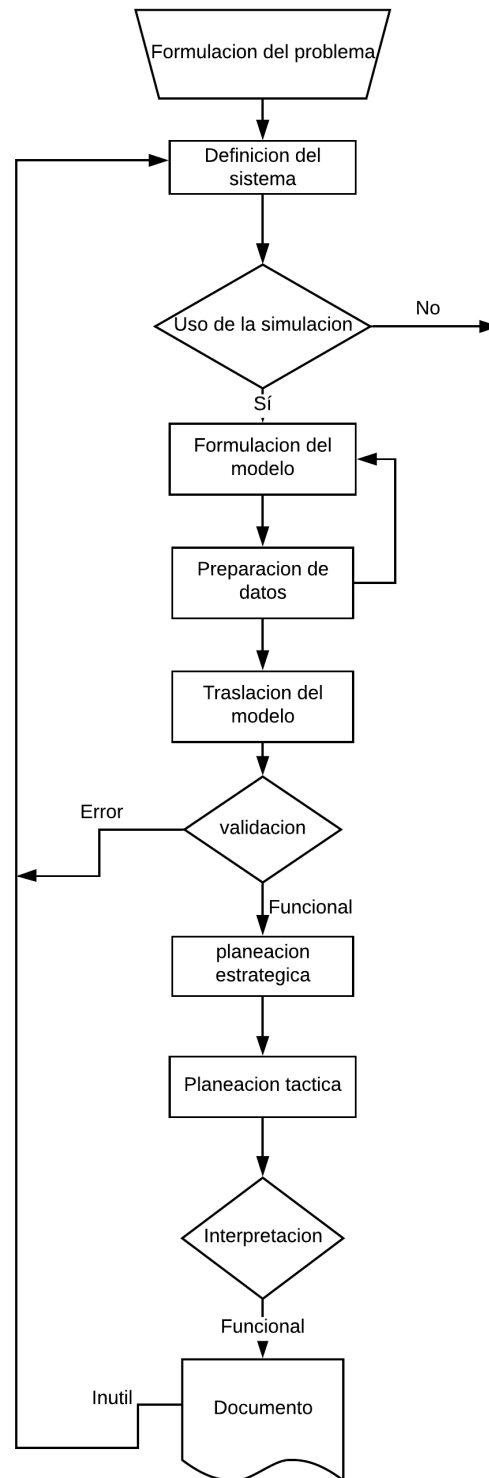 Formulacion del problema
Definicion del
sistema
Uso de la simulacion
No
Sí
Formulacion del
modelo
Preparacion de
datos
Traslacion del
modelo
Error
validacion
Funcional
planeacion
estrategica
Planeacion tactica
Interpretacion
Funcional
Inutil
Documento